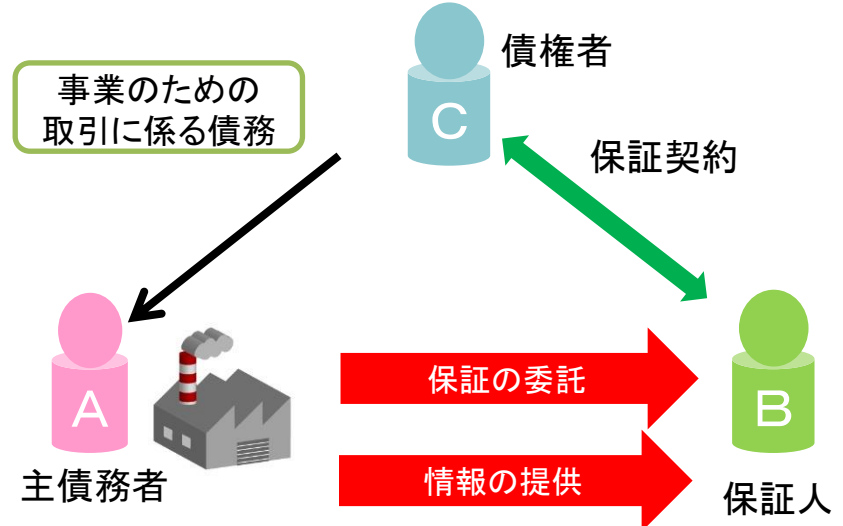 債権者
事業のための
取引に係る債務
C
保証契約
A
保証の委託
B
主債務者
情報の提供
保証人